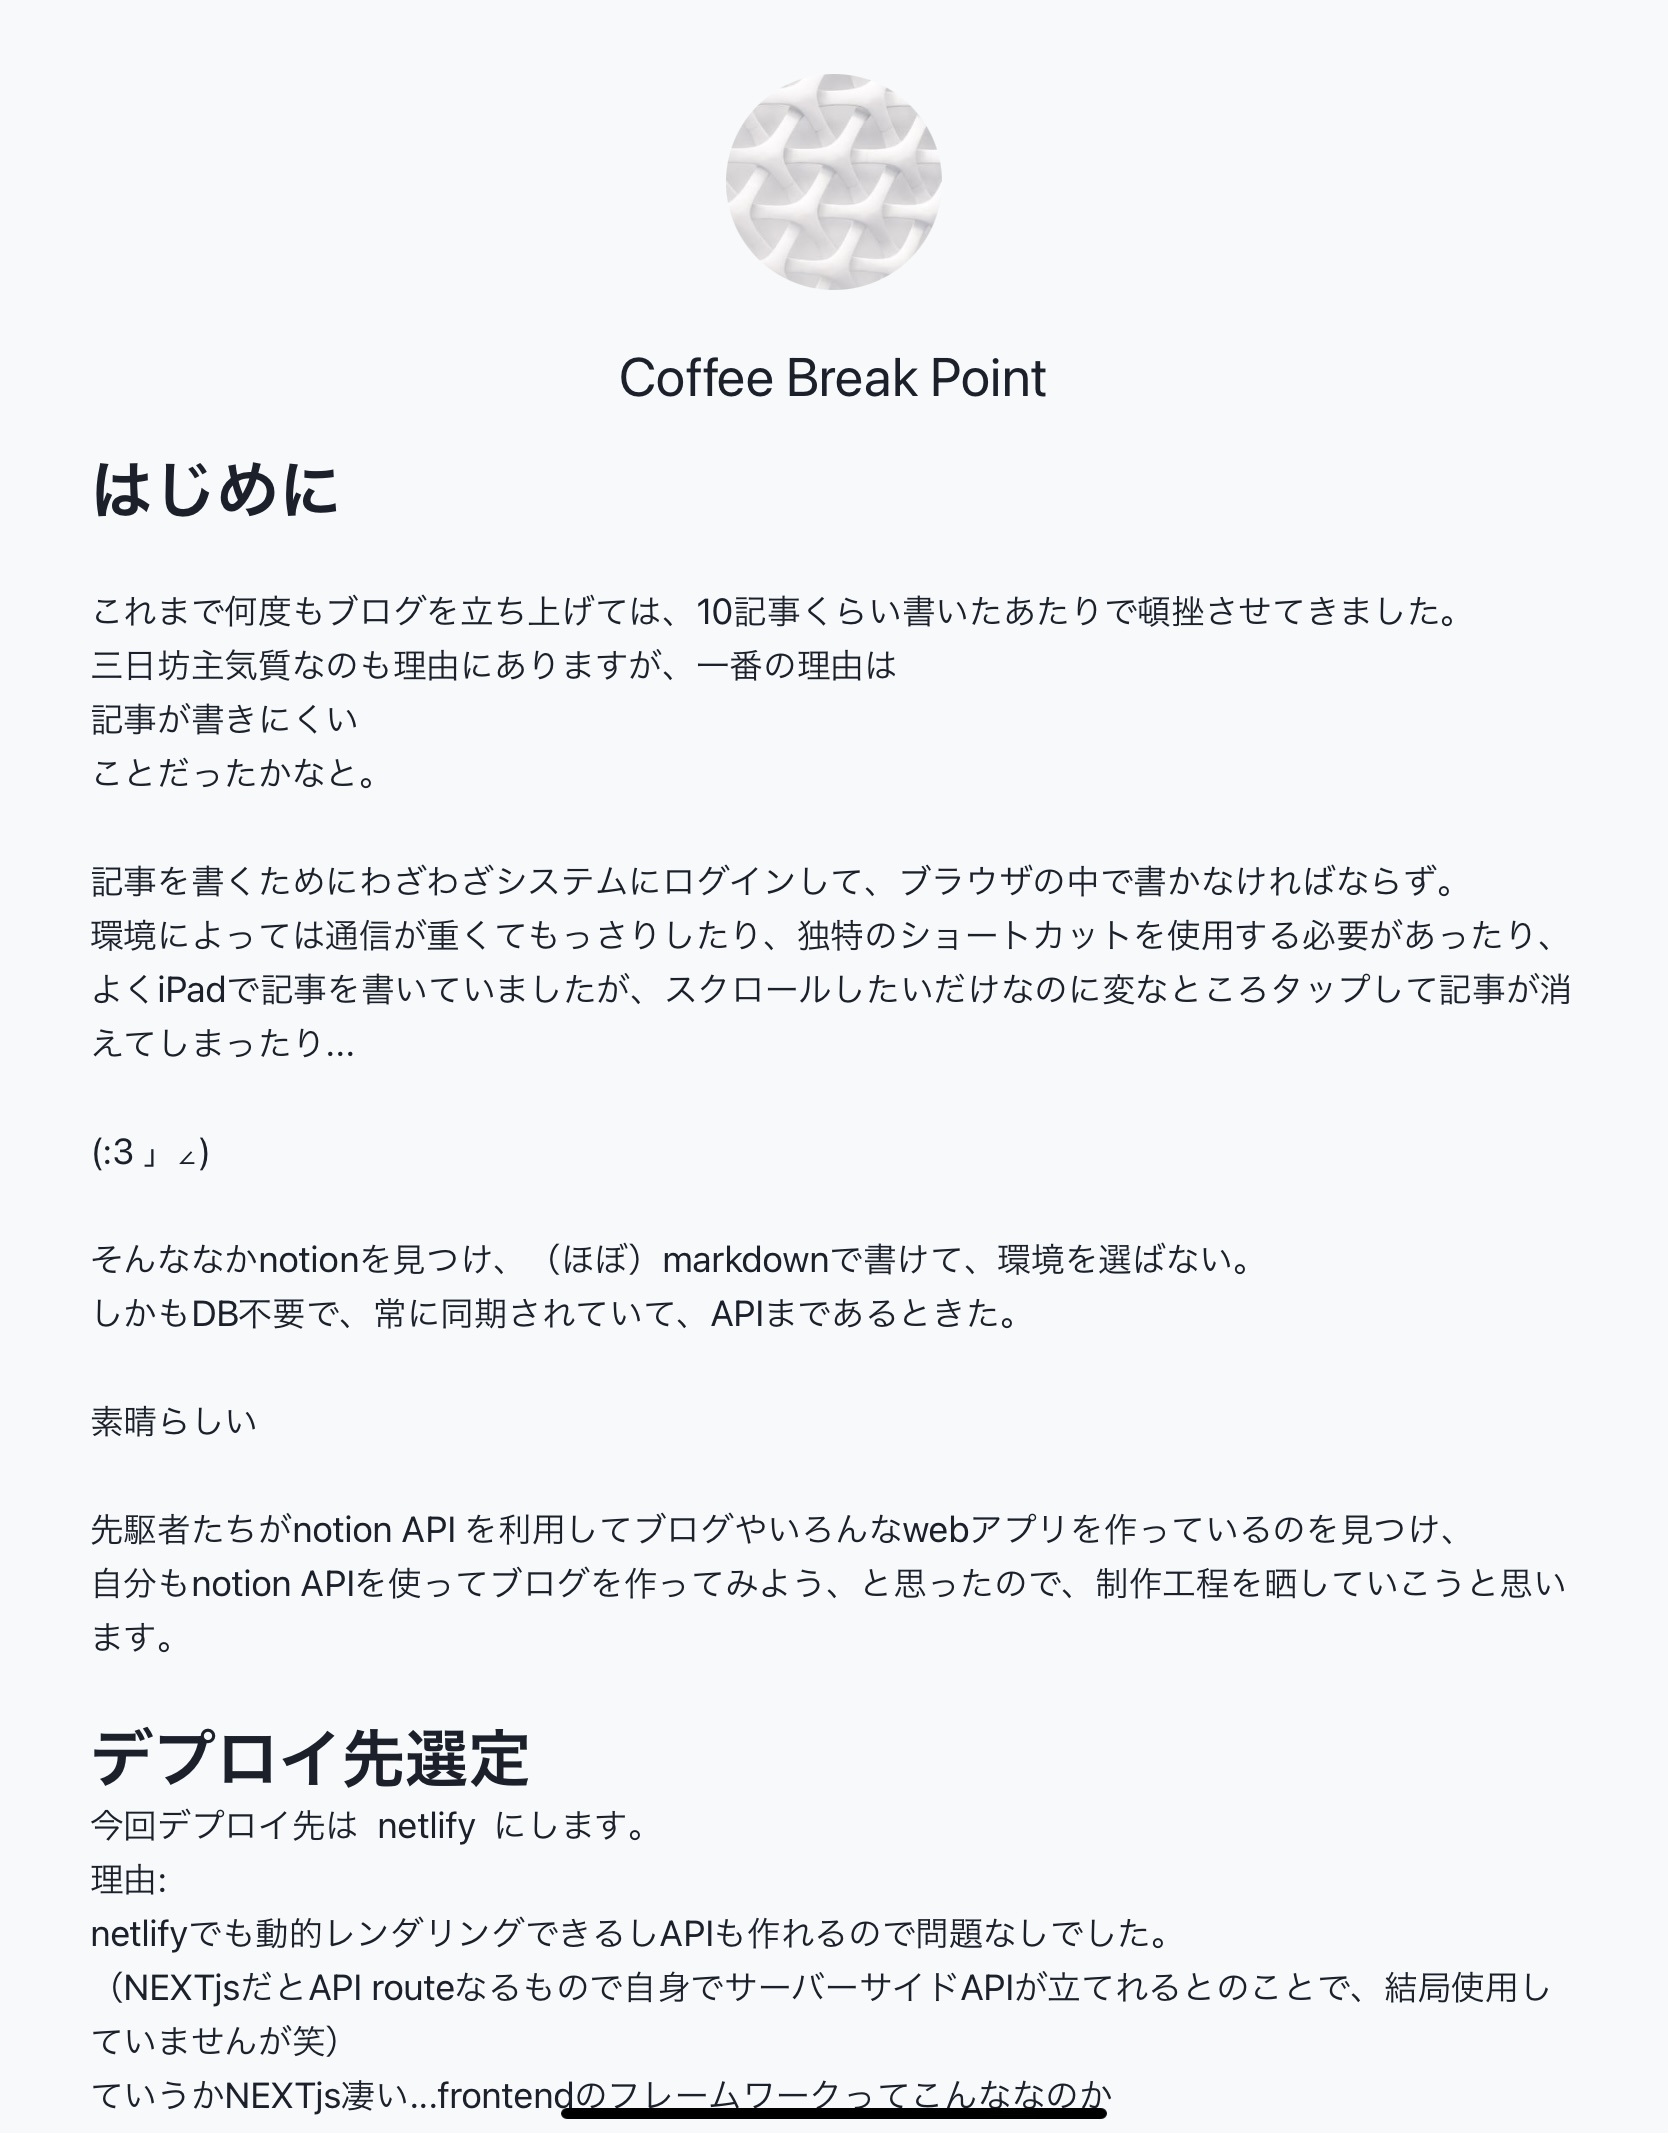 Coffee Break Point
はじめに
これまで何度もブログを立ち上げては、10記事くらい書いたあたりで頓挫させてきました。
三日坊主気質なのも理由にありますが、一番の理由は
記事が書きにくい
ことだったかなと。
記事を書くためにわざわざシステムにログインして、ブラウザの中で書かなければならず。
環境によっては通信が重くてもっさりしたり、独特のショートカットを使用する必要があったり、
よくiPadで記事を書いていましたが、スクロールしたいだけなのに変なところタップして記事が消
えてしまったり…
(:3 」∠)
そんななかnotionを見つけ、（ほぼ）markdownで書けて、環境を選ばない。
しかもDB不要で、常に同期されていて、APIまであるときた。
素晴らしい
先駆者たちがnotion API を利用してブログやいろんなwebアプリを作っているのを見つけ、
自分もnotion APIを使ってブログを作ってみよう、と思ったので、制作工程を晒していこうと思い
ます。
デプロイ先選定
今回デプロイ先は netlify にします。
理由:
netlifyでも動的レンダリングできるしAPIも作れるので問題なしでした。
（NEXTjsだとAPI routeなるもので自身でサーバーサイドAPIが立てれるとのことで、結局使用し
ていませんが笑）
ていうかNEXTjs凄い…frontendのフレームワークってこんななのか